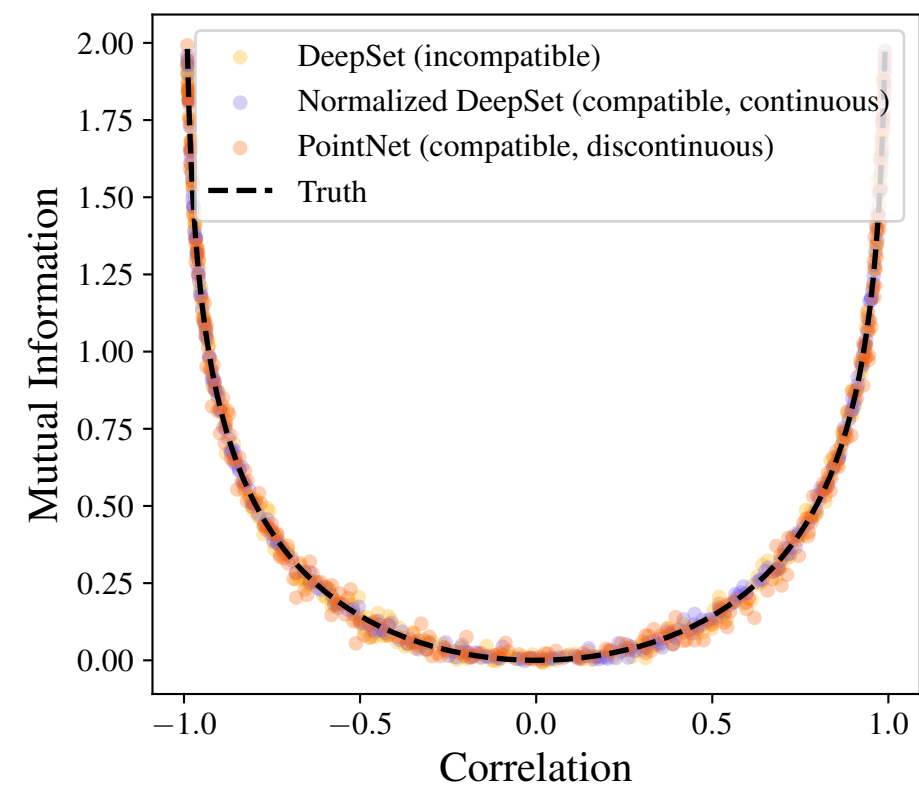 2.00
1.75
1.50
1.25
1.00
0.75
0.50
0.25
0.00
Mutual Information
DeepSet (incompatible)
Normalized DeepSet (compatible, continuous)
PointNet (compatible, discontinuous)
Truth
−1.0 −0.5 0.0 0.5 1.0
Correlation